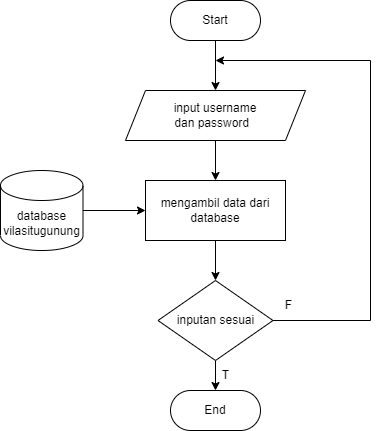 Start
input username
dan password
mengambil data dari
database
database
vilasitugunung
inputan sesuai
F
T
End